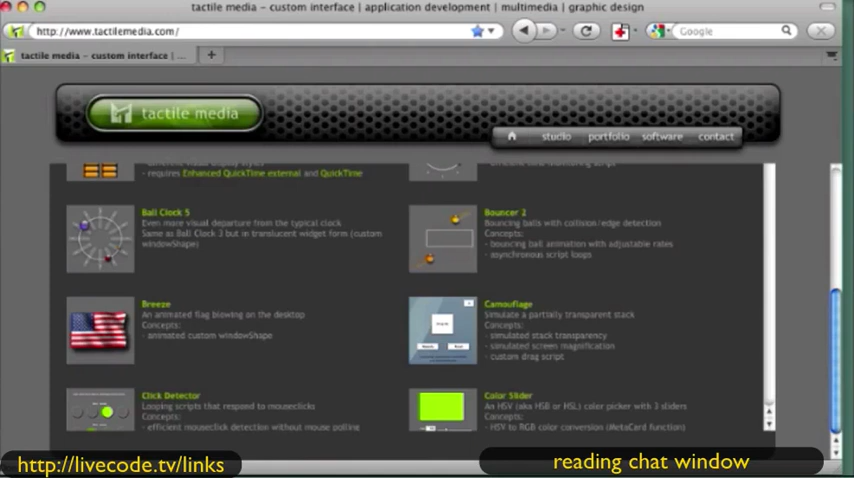 tactile media – custom interface | application development | multimedia | graphic design
http://www.tactilemedia.com/
Google
tactile media – custom interface | ...
tactile media
studio portfolio software contact
- requires Enhanced QuickTime external and QuickTime
Ball Clock 5
Even more visual departure from the typical clock
Same as Ball Clock 3 but in translucent widget form (custom
windowShape)
Bouncer 2
Bouncing balls with collision/edge detection
Concepts:
- bouncing ball animation with adjustable rates
- asynchronous script loops
Breeze
An animated flag blowing on the desktop
Concepts:
- animated custom windowShape
Camouflage
Simulate a partially transparent stack
Concepts:
- simulated stack transparency
- simulated screen magnification
- custom drag script
Click Detector
Looping scripts that respond to mouseclicks
Concepts:
- efficient mouseclick detection without mouse polling
Color Slider
An HSV (aka HSB or HSL) color picker with 3 sliders
Concepts:
- HSV to RGB color conversion (MetaCard function)
http://livecode.tv/links
reading chat window